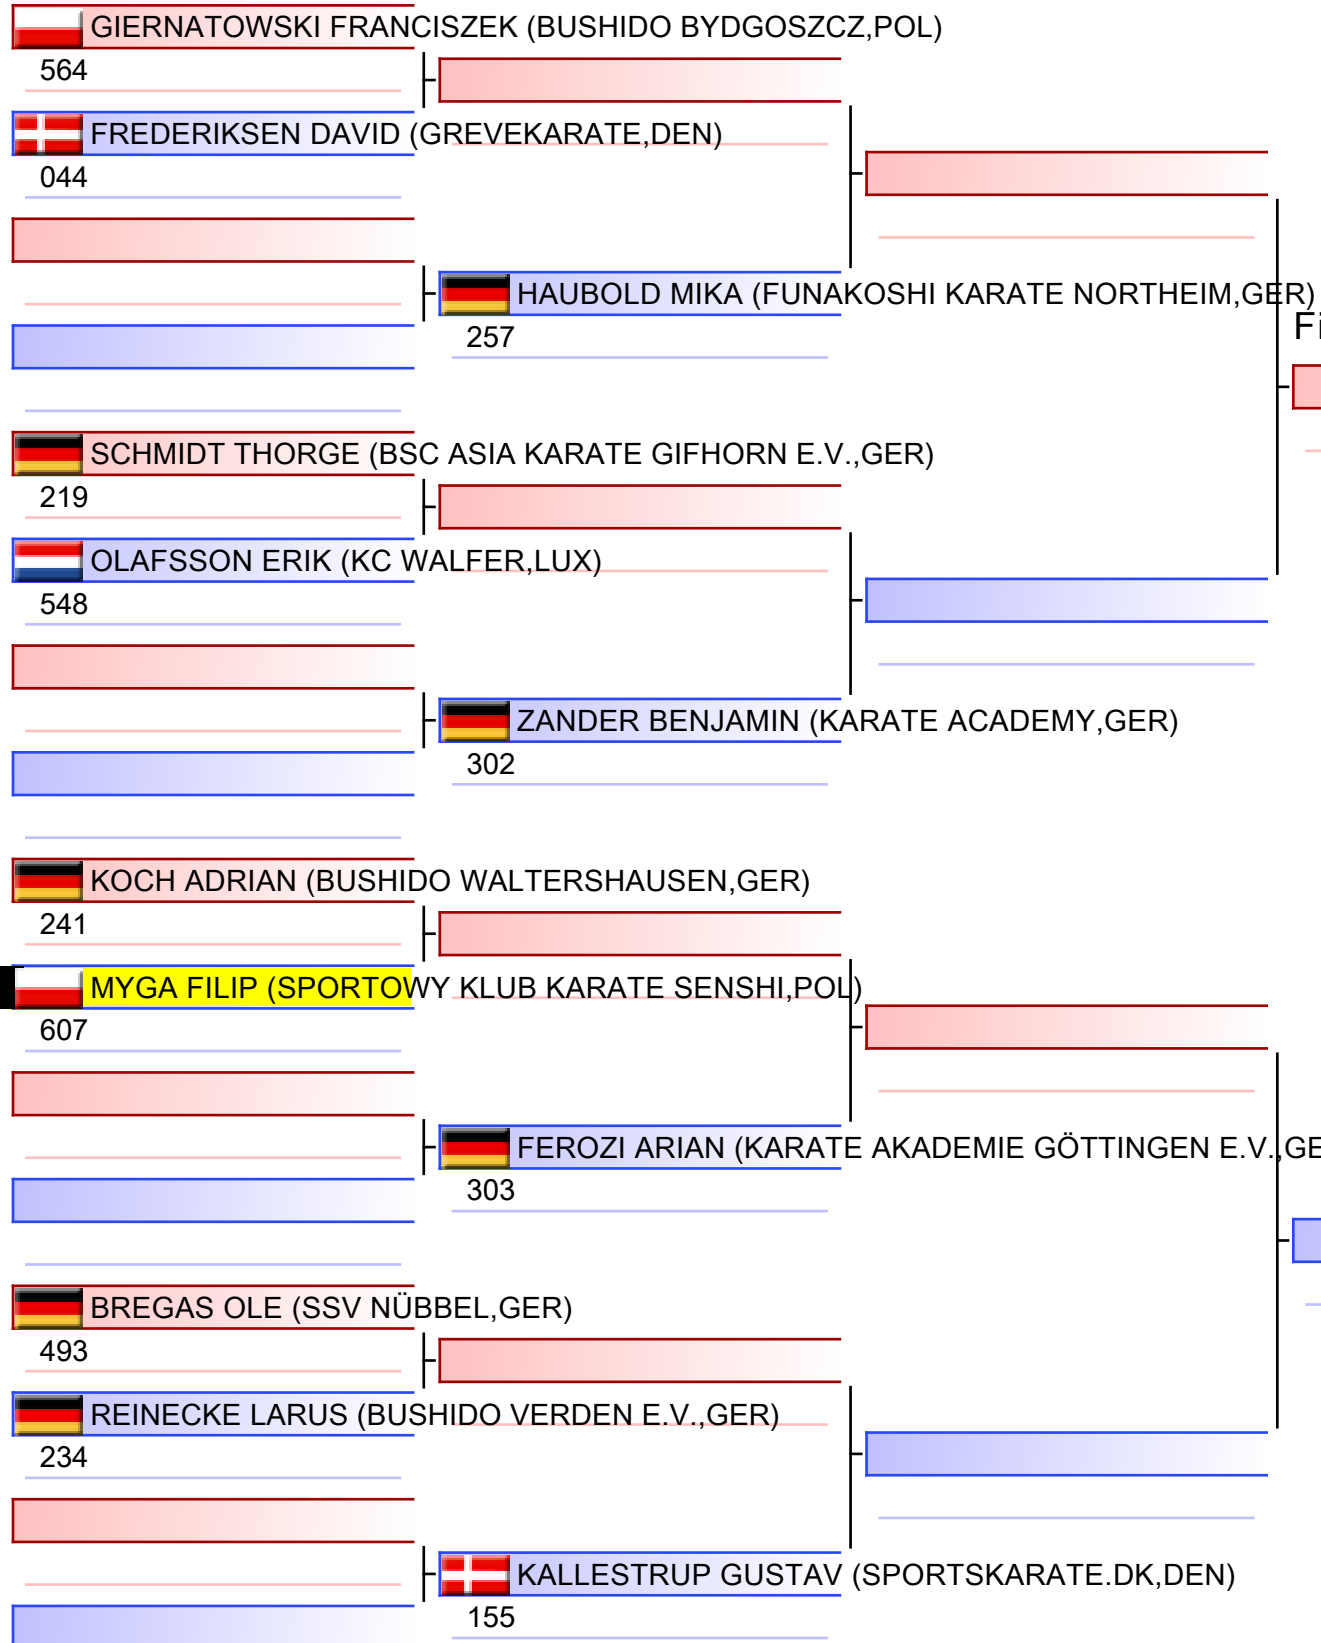 GIERNATOWSKI FRANCISZEK (BUSHIDO BYDGOSZCZ,POL)
564
FREDERIKSEN DAVID (GREVEKARATE,DEN)
044
HAUBOLD MIKA (FUNAKOSHI KARATE NORTHEIM,GER)
257
Fi
SCHMIDT THORGE (BSC ASIA KARATE GIFHORN E.V.,GER)
219
OLAFSSON ERIK (KC WALFER,LUX)
548
ZANDER BENJAMIN (KARATE ACADEMY,GER)
302
KOCH ADRIAN (BUSHIDO WALTERSHAUSEN,GER)
241
MYGA FILIP (SPORTOWY KLUB KARATE SENSHI,POL)
607
FEROZI ARIAN (KARATE AKADEMIE GÖTTINGEN E.V.,GE
303
BREGAS OLE (SSV NÜBBEL,GER)
493
REINECKE LARUS (BUSHIDO VERDEN E.V.,GER)
234
KALLESTRUP GUSTAV (SPORTSKARATE.DK,DEN)
155